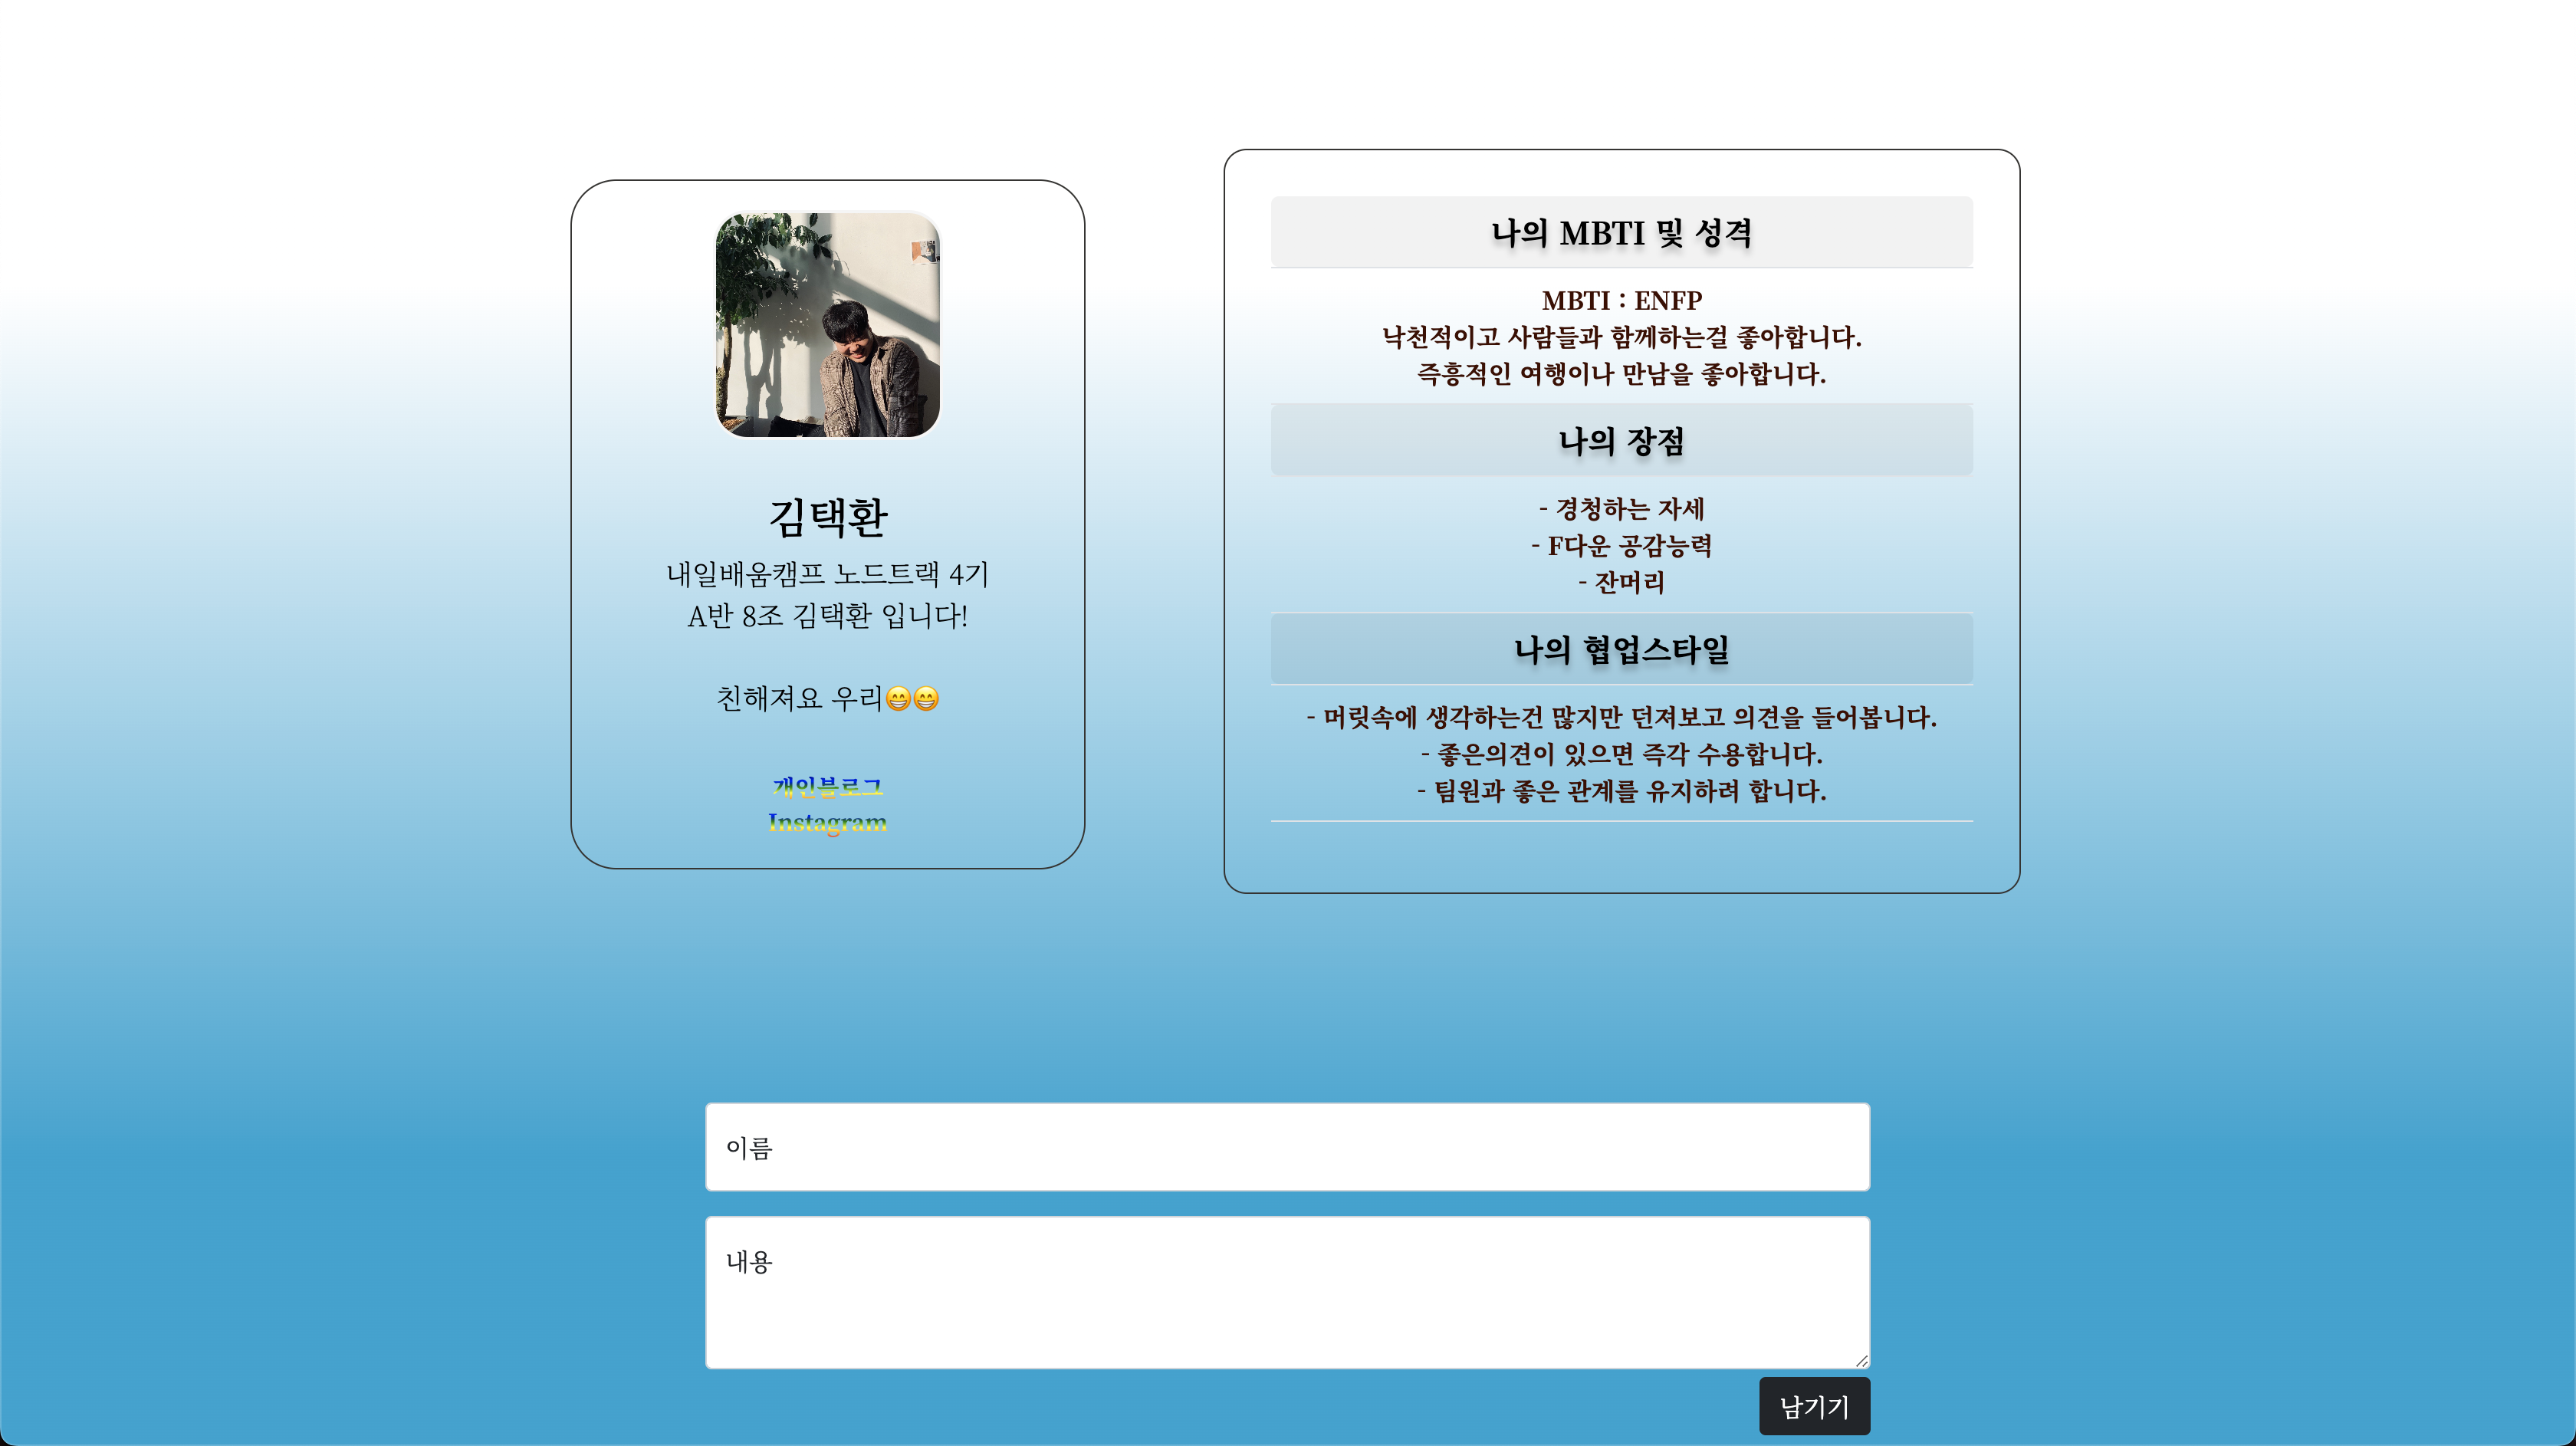 김택환
내일배움캠프 노드트랙 4기
A반 8조 김택환 입니다!
친해져요 우리😁😁
개인블로그
Instagram
나의 MBTI 및 성격
MBTI : ENFP
낙천적이고 사람들과 함께하는걸 좋아합니다.
즉흥적인 여행이나 만남을 좋아합니다.
나의 장점
- 경청하는 자세
- F다운 공감능력
- 잔머리
나의 협업스타일
- 머릿속에 생각하는건 많지만 던져보고 의견을 들어봅니다.
- 좋은의견이 있으면 즉각 수용합니다.
- 팀원과 좋은 관계를 유지하려 합니다.
이름
내용
남기기